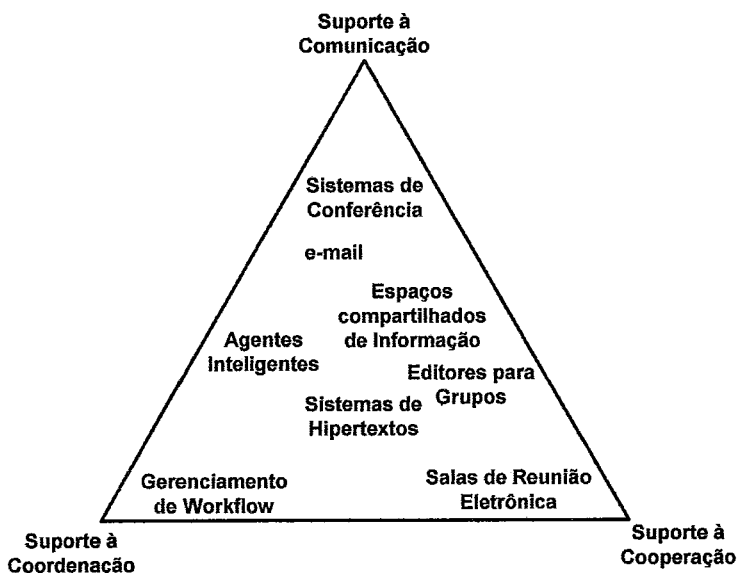 Suporte à
Comunicação
Sistemas de
Conferência
e-mail
Espaços
compartilhados
de Informação
Agentes
Inteligentes
Editores para
Grupos
Sistemas de
Hipertextos
Gerenciamento
de Workflow
Salas de Reunião
Eletrônica
Suporte à
Coordenação
Suporte à
Cooperação